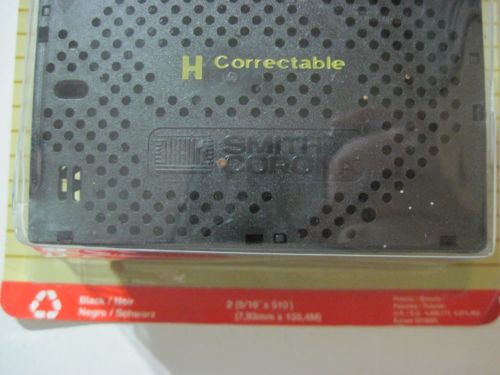 H Correctable
SMITH
CORONA
Black / Noir
Negro / Schwarz
2 (5/16" x 510')
(7,93mm x 155,4M)